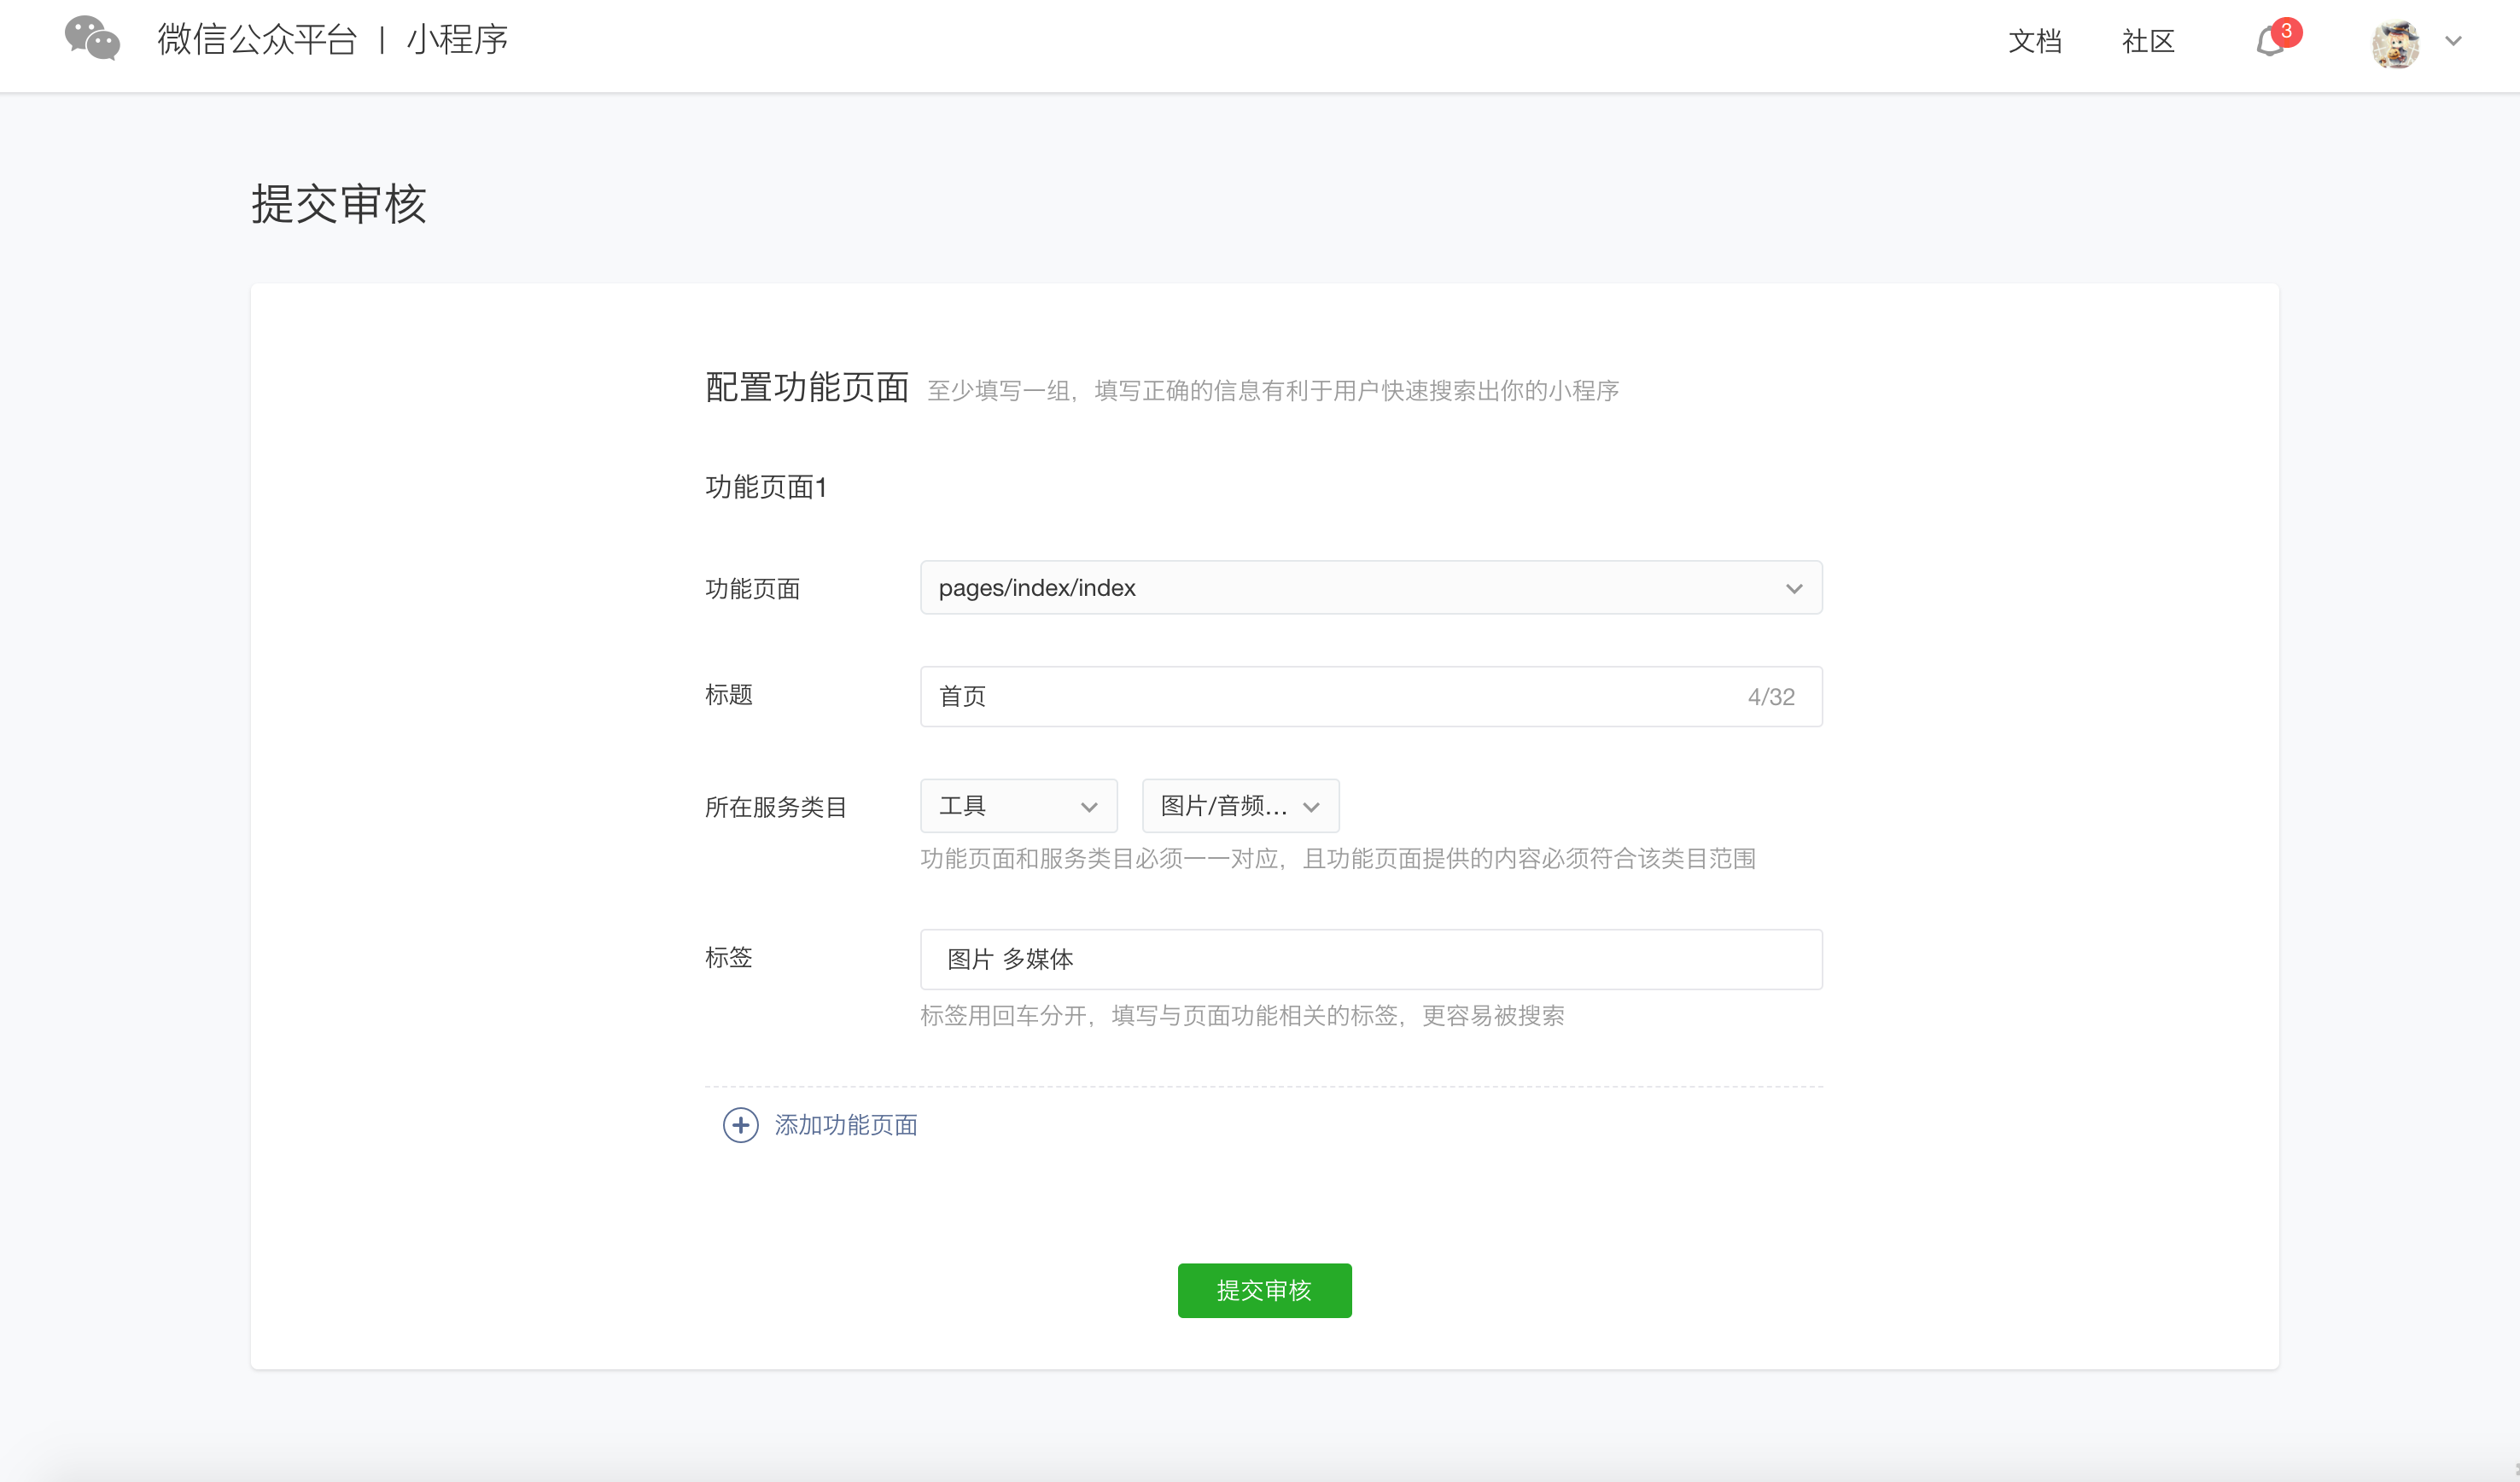 微信公众平台 | 小程序
文档
社区
3
提交审核
配置功能页面 至少填写一组，填写正确的信息有利于用户快速搜索出你的小程序
功能页面1
功能页面 pages/index/index
标题 首页 4/32
所在服务类目 工具 图片/音频...
功能页面和服务类目必须一一对应，且功能页面提供的内容必须符合该类目范围
标签 图片 多媒体
标签用回车分开，填写与页面功能相关的标签，更容易被搜索
添加功能页面
提交审核